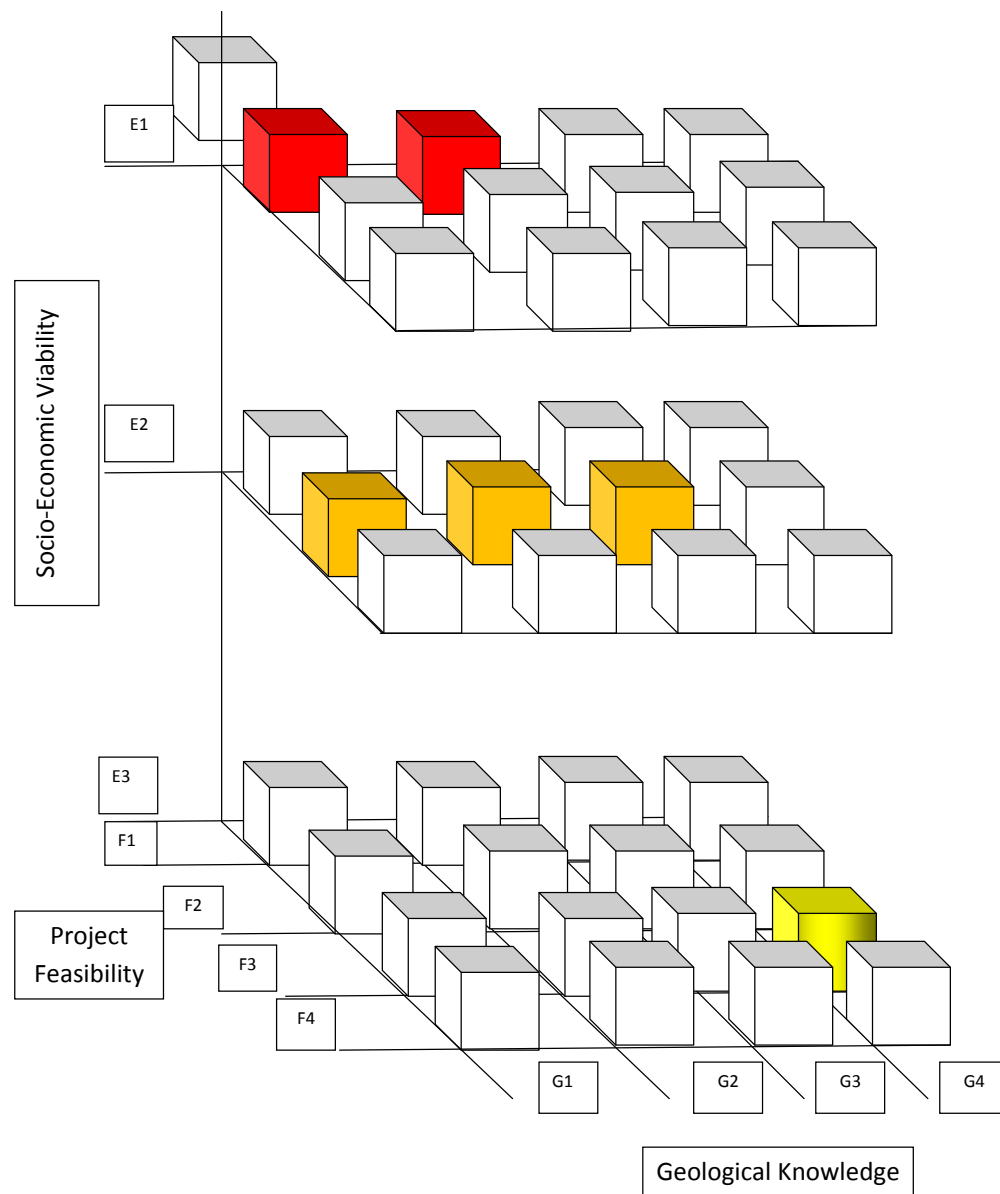 E1
Socio-Economic Viability
E2
E3
F1
F2
Project
Feasibility
F3
F4
G1
G2
G3
G4
Geological Knowledge